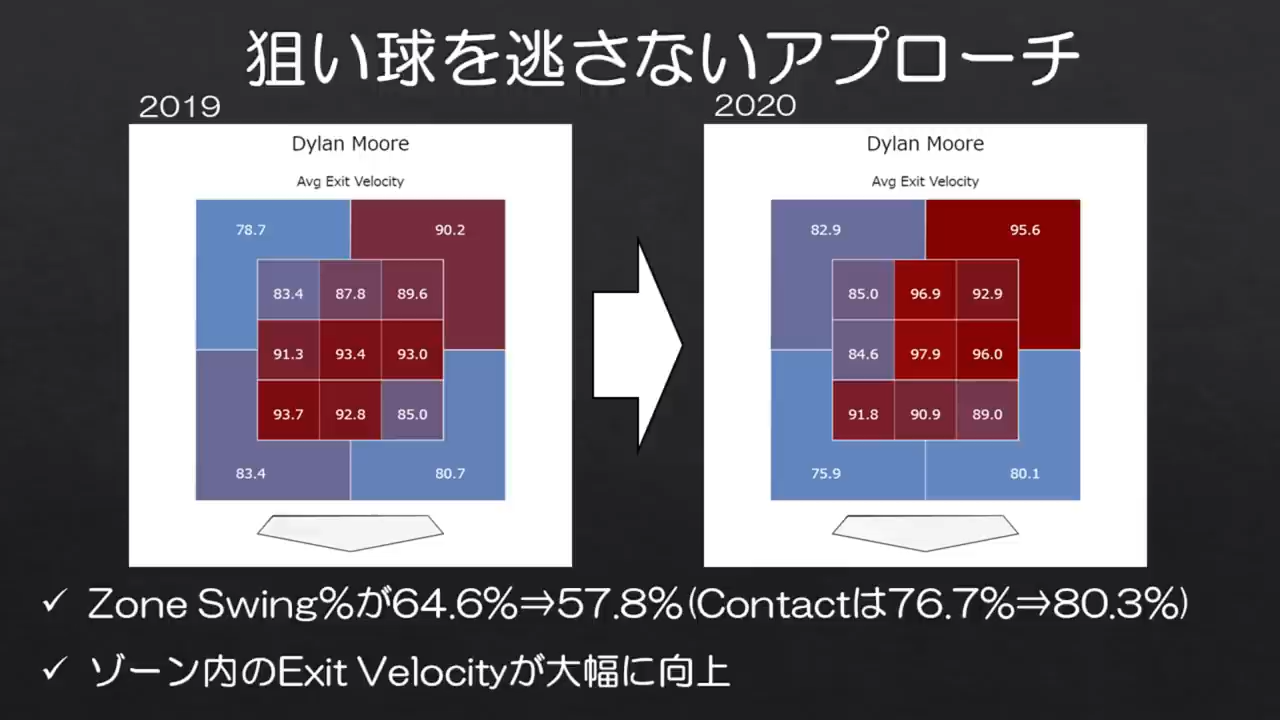 狙い球を逃さないアプローチ
2019
Dylan Moore
Avg Exit Velocity
78.7 90.2
83.4 87.8 89.6
91.3 93.4 93.0
93.7 92.8 85.0
83.4 80.7
2020
Dylan Moore
Avg Exit Velocity
82.9 95.6
85.0 96.9 92.9
84.6 97.9 96.0
91.8 90.9 89.0
75.9 80.1
✓ Zone Swing%が64.6%⇒57.8%(Contactは76.7%⇒80.3%)
✓ ゾーン内のExit Velocityが大幅に向上